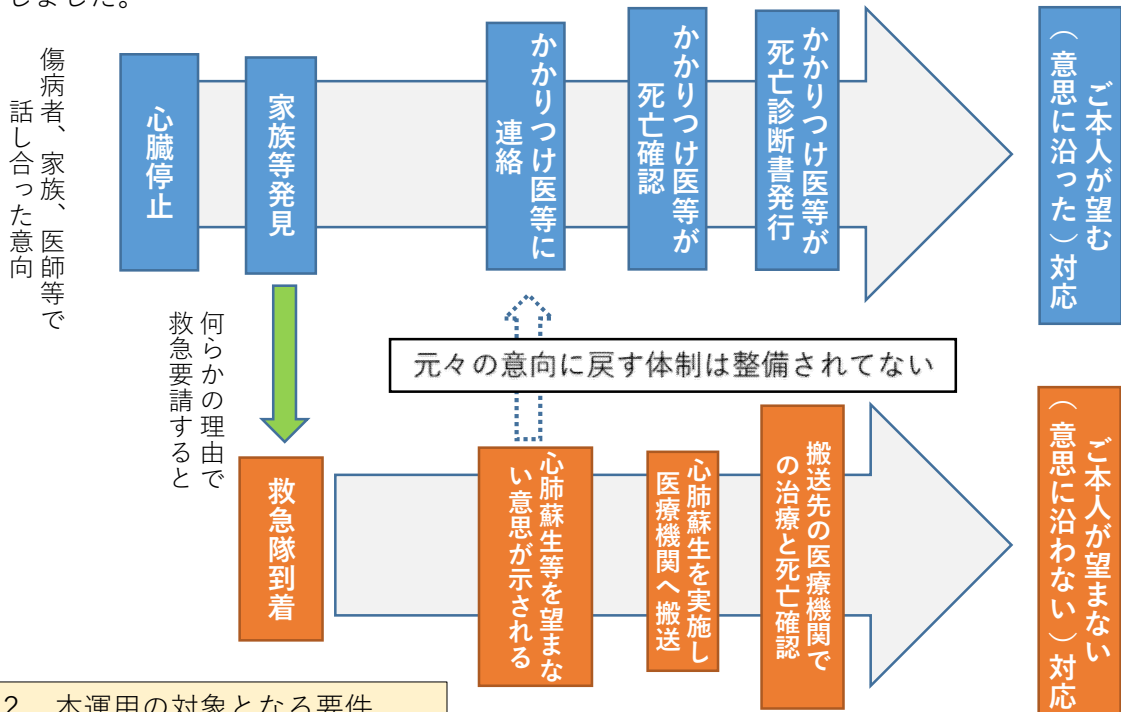 しました。
傷病者、家族、医師等で
話し合った意向
心臓停止
家族等発見
かかりつけ医等に
連絡
かかりつけ医等が
死亡確認
かかりつけ医等が
死亡診断書発行
ご本人が望む
（意思に沿った）対応
何らかの理由で
救急要請すると
元々の意向に戻す体制は整備されてない
救急隊到着
心肺蘇生等を望まな
い意思が示される
心肺蘇生を実施し
医療機関へ搬送
搬送先の医療機関で
の治療と死亡確認
ご本人が望まない
（意思に沿わない）対応
２　本運用の対象となる要件